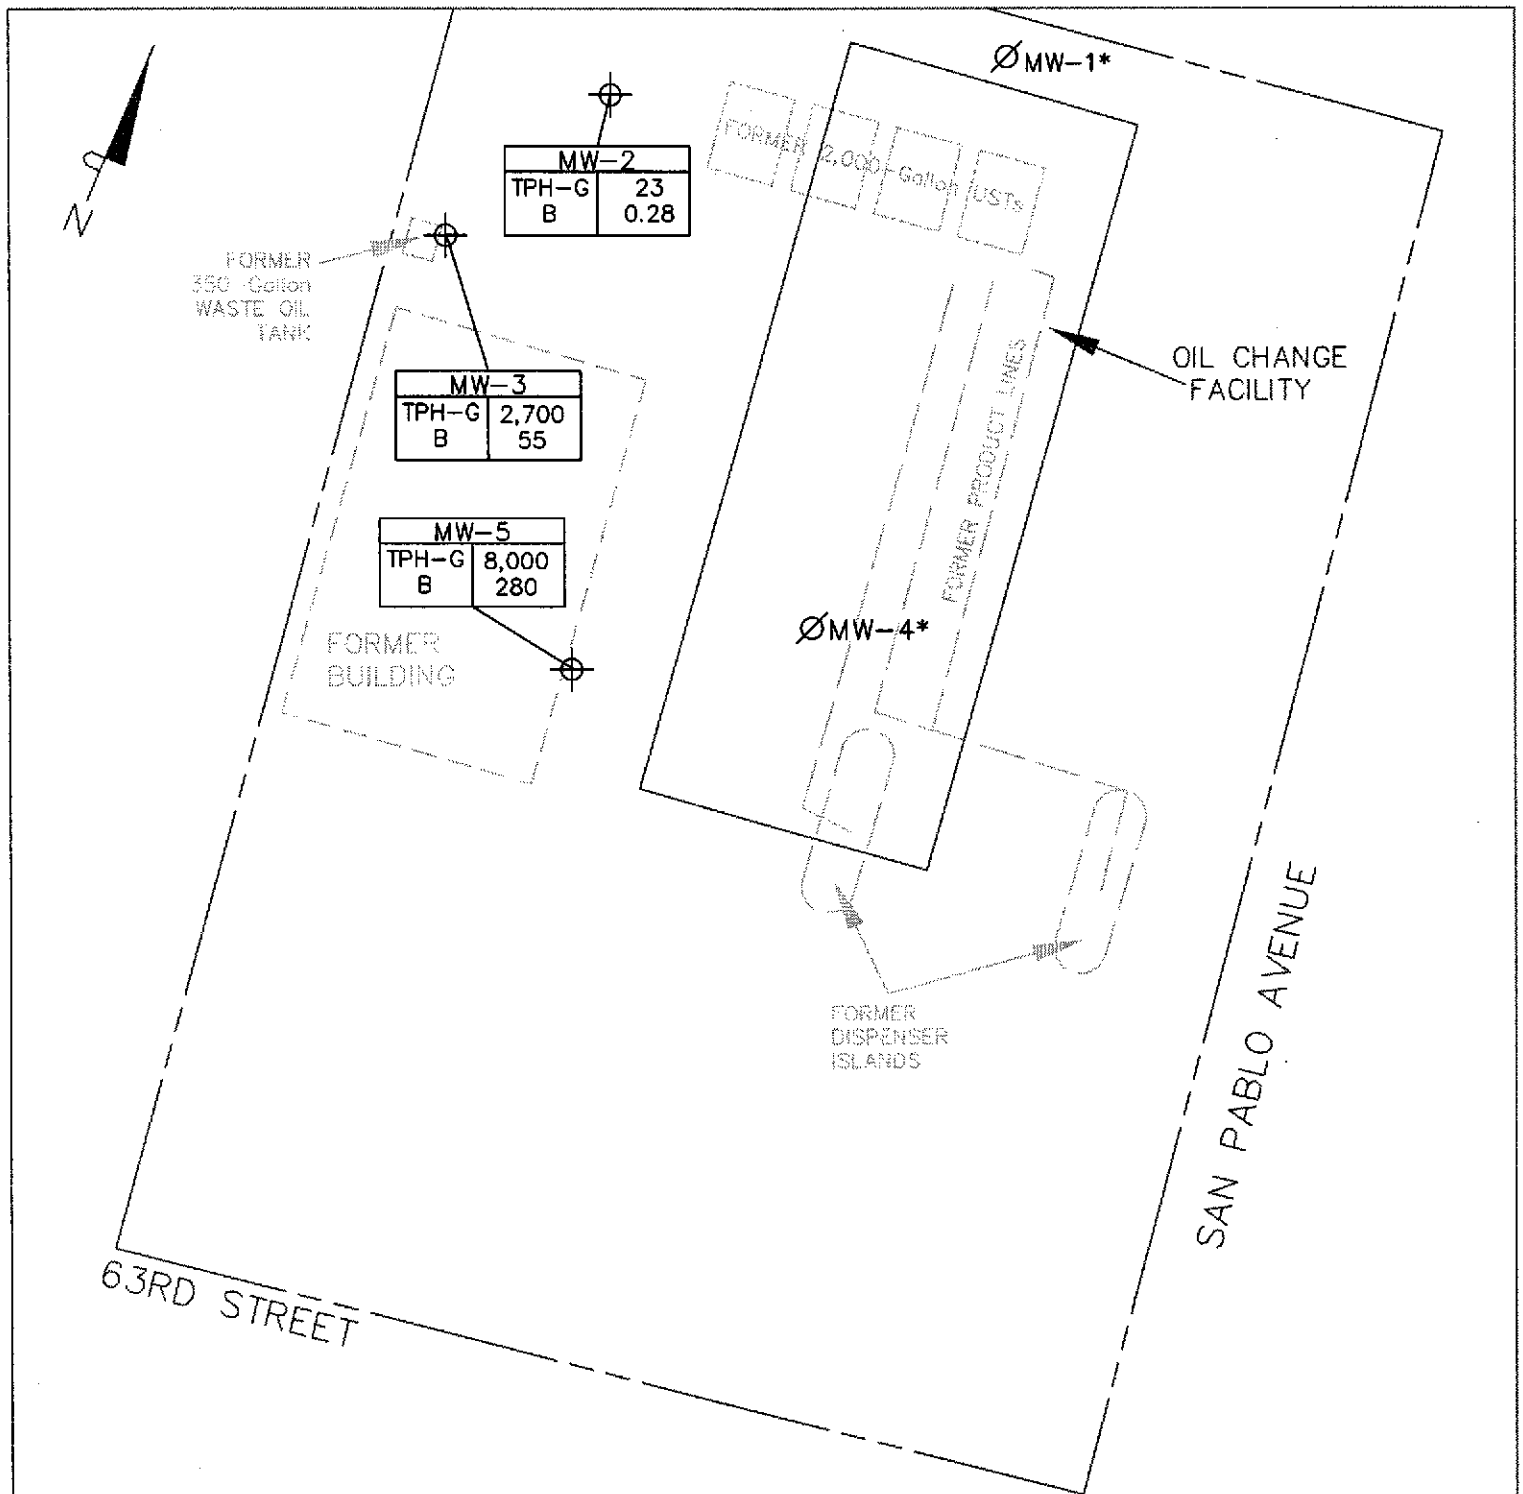 MW-1*
N
FORMER 2,000-Gallon USTs
MW-2
TPH-G 23
B 0.28
FORMER
350-Gallon
WASTE OIL
TANK
OIL CHANGE
FACILITY
FORMER PRODUCT LINES
MW-3
TPH-G 2,700
B 55
MW-5
TPH-G 8,000
B 280
MW-4*
FORMER
BUILDING
FORMER
DISPENSER
ISLANDS
SAN PABLO AVENUE
63RD STREET